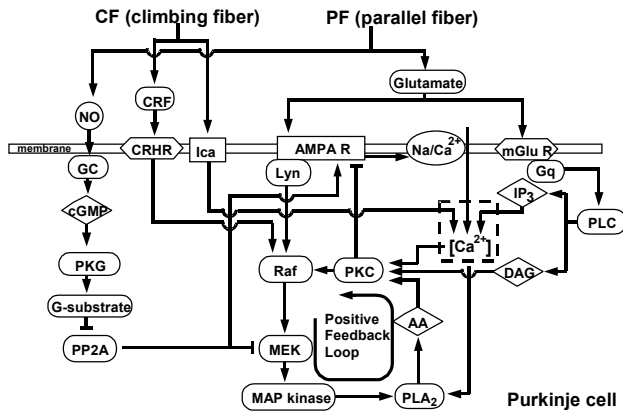 CF (climbing fiber)
PF (parallel fiber)
Glutamate
NO
CRF
membrane
CRHR
Ica
AMPA R
Na/Ca2+
mGlu R
GC
Lyn
Gq
cGMP
IP3
PLC
[Ca2+]
PKG
Raf
PKC
DAG
G-substrate
AA
Positive
Feedback
Loop
PP2A
MEK
MAP kinase
PLA2
Purkinje cell